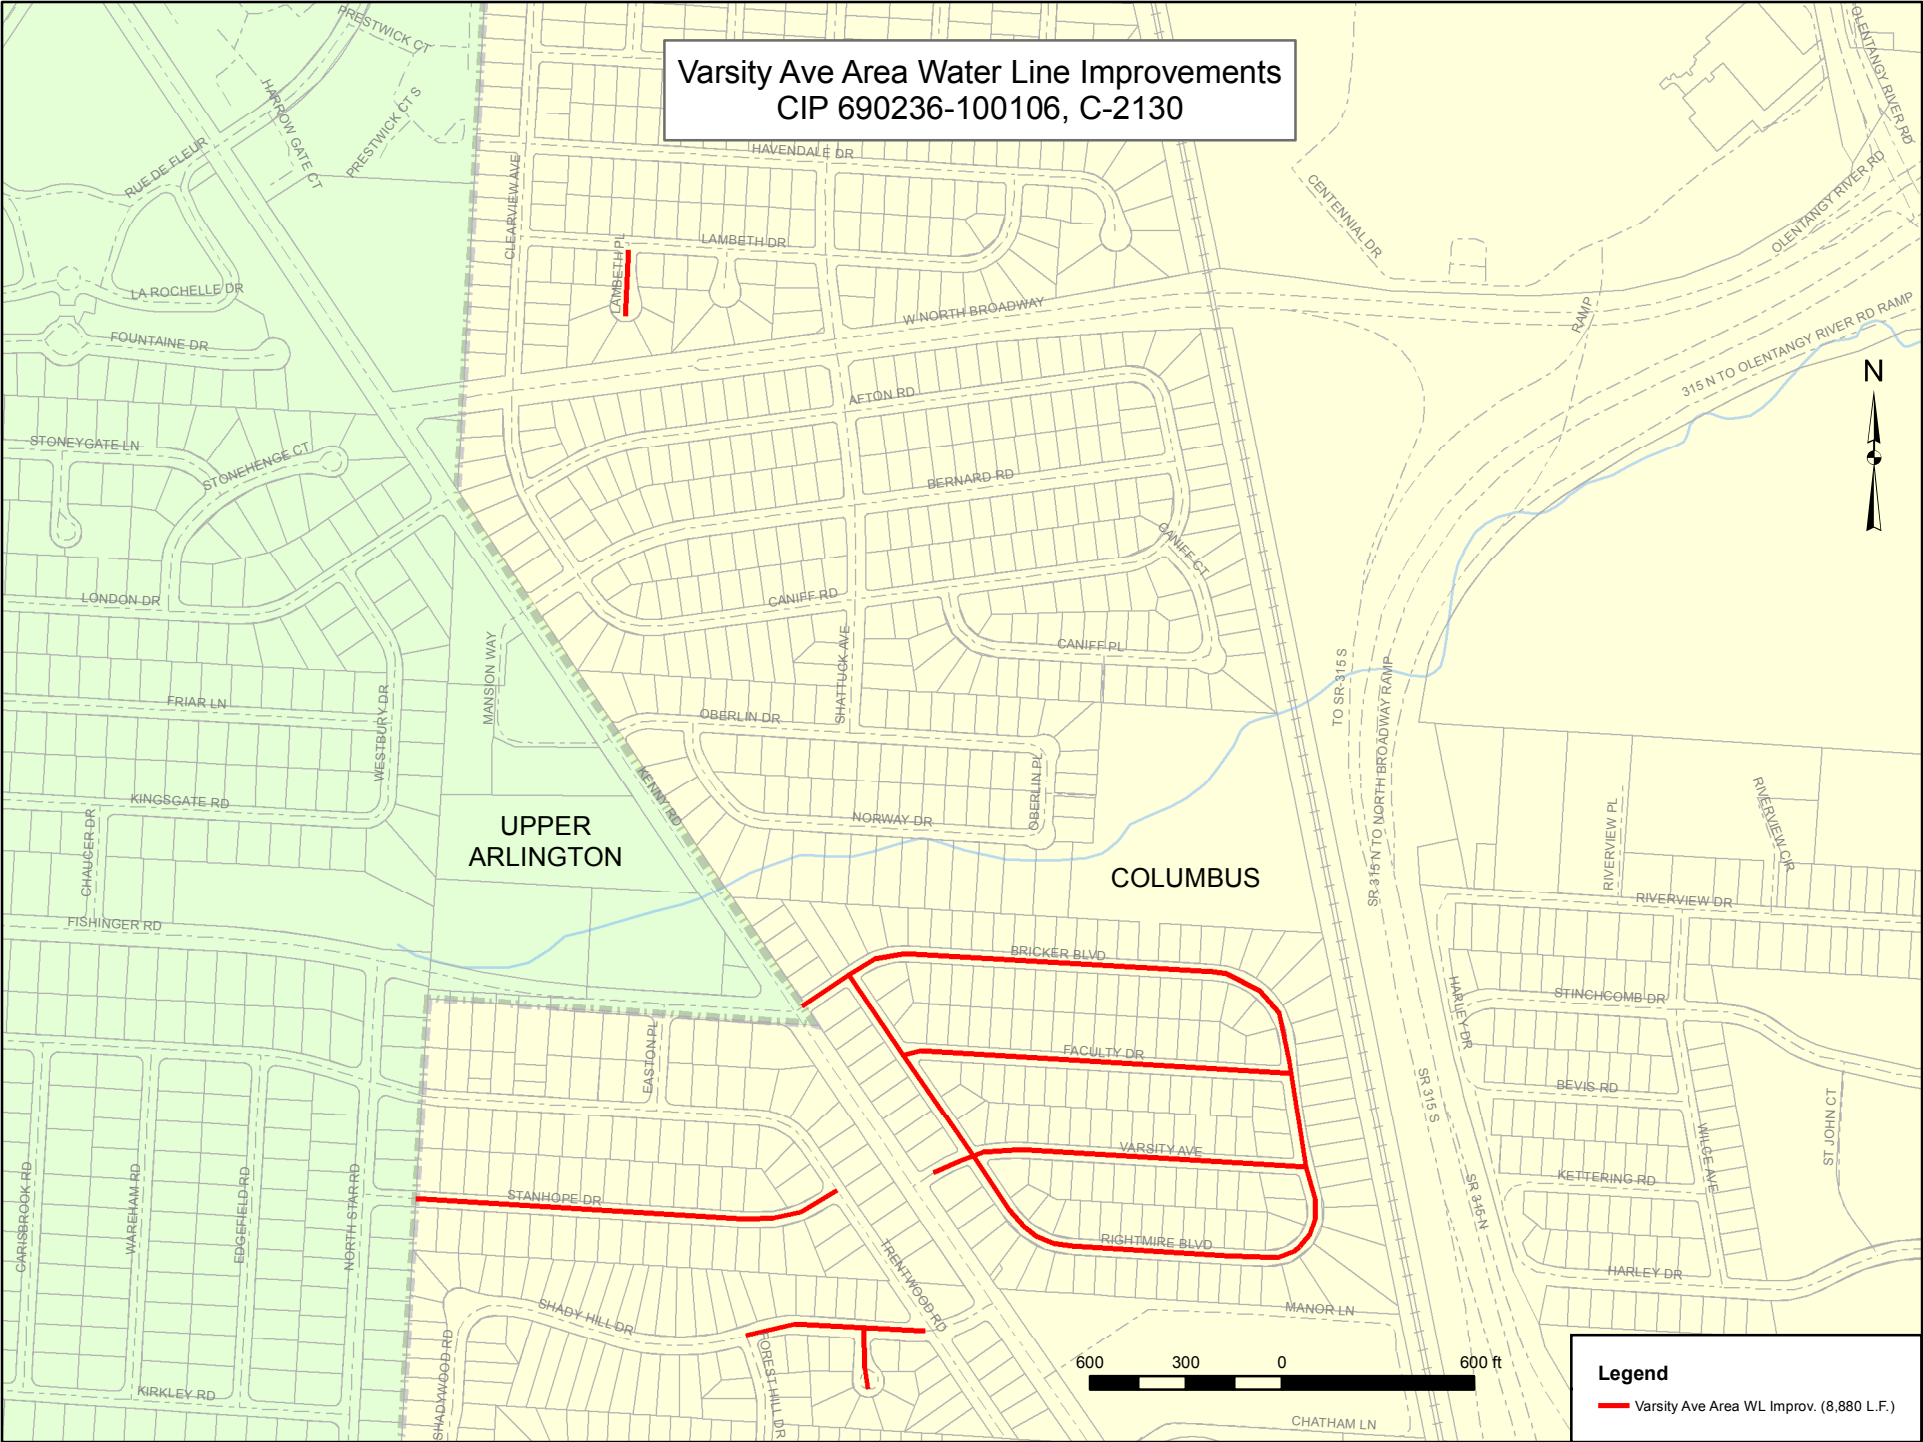 Varsity Ave Area Water Line Improvements
CIP 690236-100106, C-2130
PRESTWICK CT
HARROW GATE CT
PRESTWICK CT S
RUE DE FLEUR
CLEARVIEW AVE
HAVENDALE DR
OLENTANGY RIVER RD
CENTENNIAL DR
OLENTANGY RIVER RD
LAMBETH PL
LAMBETH DR
LA ROCHELLE DR
FOUNTAINE DR
W NORTH BROADWAY
RAMP
315 N TO OLENTANGY RIVER RD RAMP
N
AFTON RD
STONEYGATE LN
STONEHENGE CT
BERNARD RD
CANIFF CT
LONDON DR
CANIFF RD
MANSION WAY
SHATTUCK AVE
CANIFF PL
TO SR-315 S
SR 315 N TO NORTH BROADWAY RAMP
FRIAR LN
WESTBURY DR
OBERLIN DR
KENNY RD
OBERLIN PL
KINGSGATE RD
CHAUCER DR
NORWAY DR
RIVERVIEW PL
RIVERVIEW CIR
UPPER
ARLINGTON
COLUMBUS
RIVERVIEW DR
FISHINGER RD
BRICKER BLVD
HARLEY DR
STINCHCOMB DR
EASTON PL
FACULTY DR
SR 315 S
BEVIS RD
ST JOHN CT
VARSITY AVE
WILCE AVE
CARISBROOK RD
WAREHAM RD
EDGEFIELD RD
NORTH STAR RD
STANHOPE DR
KETTERING RD
SR 315 N
TRENTWOOD RD
RIGHTMIRE BLVD
HARLEY DR
SHADY HILL DR
MANOR LN
SHADYWOOD RD
FOREST HILL DR
KIRKLEY RD
600 300 0 600 ft
CHATHAM LN
Legend
Varsity Ave Area WL Improv. (8,880 L.F.)